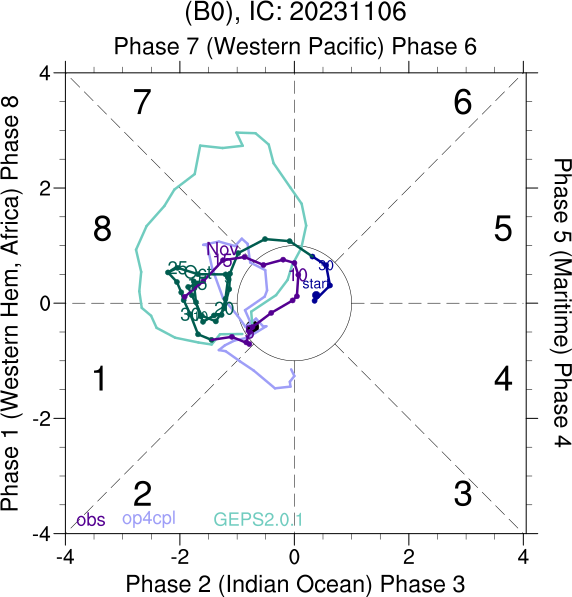 (B0), IC: 20231106
Phase 7 (Western Pacific) Phase 6
Phase 1 (Western Hem, Africa) Phase 8
Phase 5 (Maritime) Phase 4
4
2
0
-2
-4
7
6
8
5
1
4
2
3
Nov
15
25
Oct
10
30
start
20
30
obs
op4cpl
GEPS2.0.1
-4
-2
0
2
4
Phase 2 (Indian Ocean) Phase 3